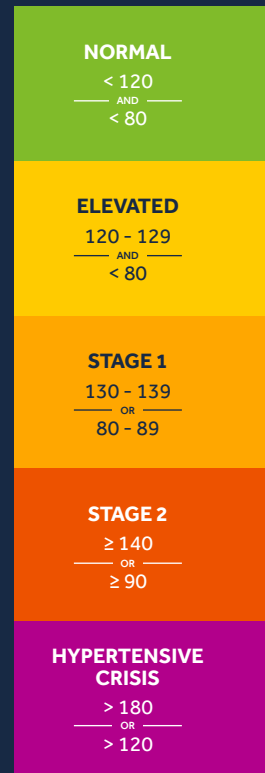 NORMAL
< 120
AND
< 80
ELEVATED
120 - 129
AND
< 80
STAGE 1
130 - 139
OR
80 - 89
STAGE 2
≥ 140
OR
≥ 90
HYPERTENSIVE
CRISIS
> 180
OR
> 120